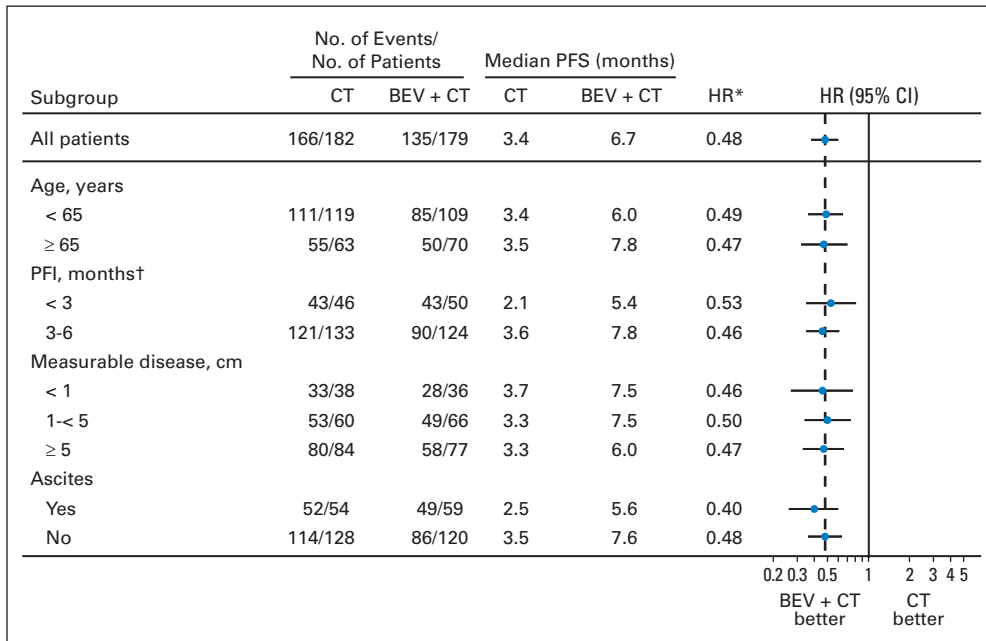 No. of Events/
No. of Patients Median PFS (months)
Subgroup CT BEV + CT CT BEV + CT HR* HR (95% CI)
All patients 166/182 135/179 3.4 6.7 0.48
Age, years
< 65 111/119 85/109 3.4 6.0 0.49
≥ 65 55/63 50/70 3.5 7.8 0.47
PFI, months†
< 3 43/46 43/50 2.1 5.4 0.53
3-6 121/133 90/124 3.6 7.8 0.46
Measurable disease, cm
< 1 33/38 28/36 3.7 7.5 0.46
1-< 5 53/60 49/66 3.3 7.5 0.50
≥ 5 80/84 58/77 3.3 6.0 0.47
Ascites
Yes 52/54 49/59 2.5 5.6 0.40
No 114/128 86/120 3.5 7.6 0.48
0.2 0.3 0.5 1 2 3 4 5
BEV + CT CT
better better